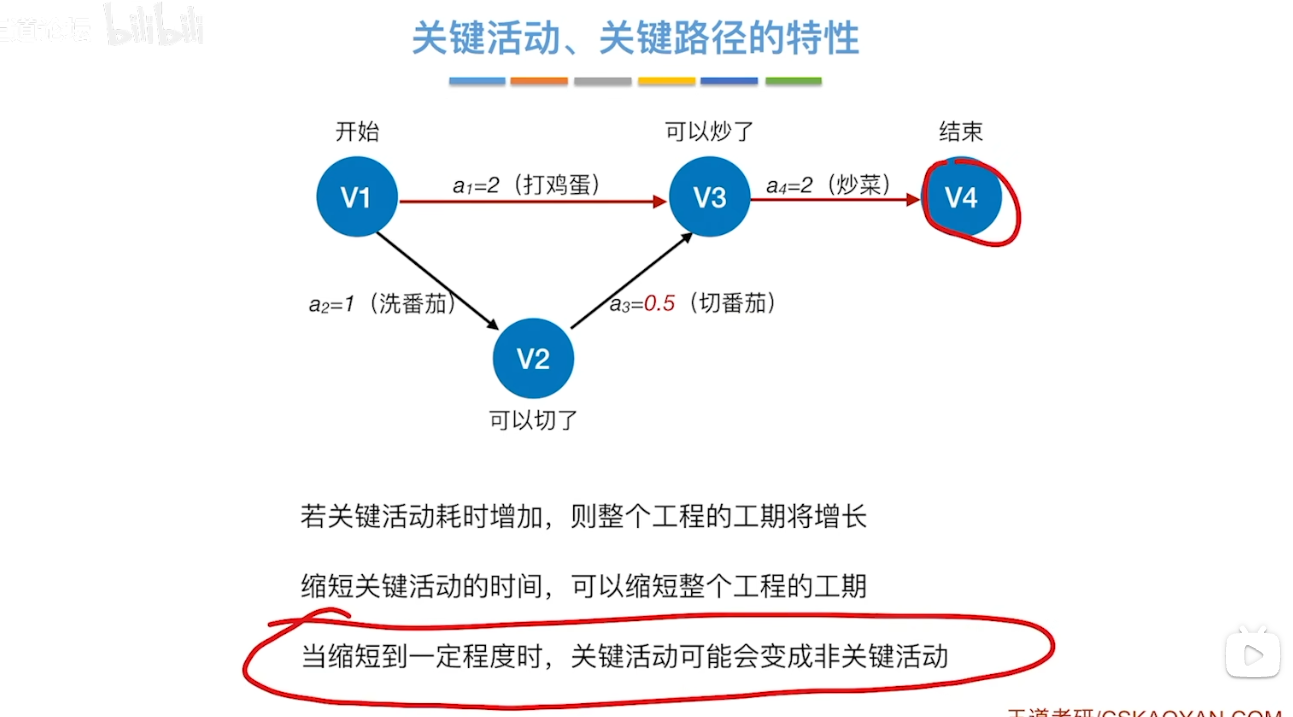 bilibili
关键活动、关键路径的特性
开始
可以炒了
结束
V1
a₁=2（打鸡蛋）
V3
a₄=2（炒菜）
V4
a₂=1（洗番茄）
a₃=0.5（切番茄）
V2
可以切了
若关键活动耗时增加，则整个工程的工期将增长
缩短关键活动的时间，可以缩短整个工程的工期
当缩短到一定程度时，关键活动可能会变成非关键活动
王道考研/CSKAOYAN.COM